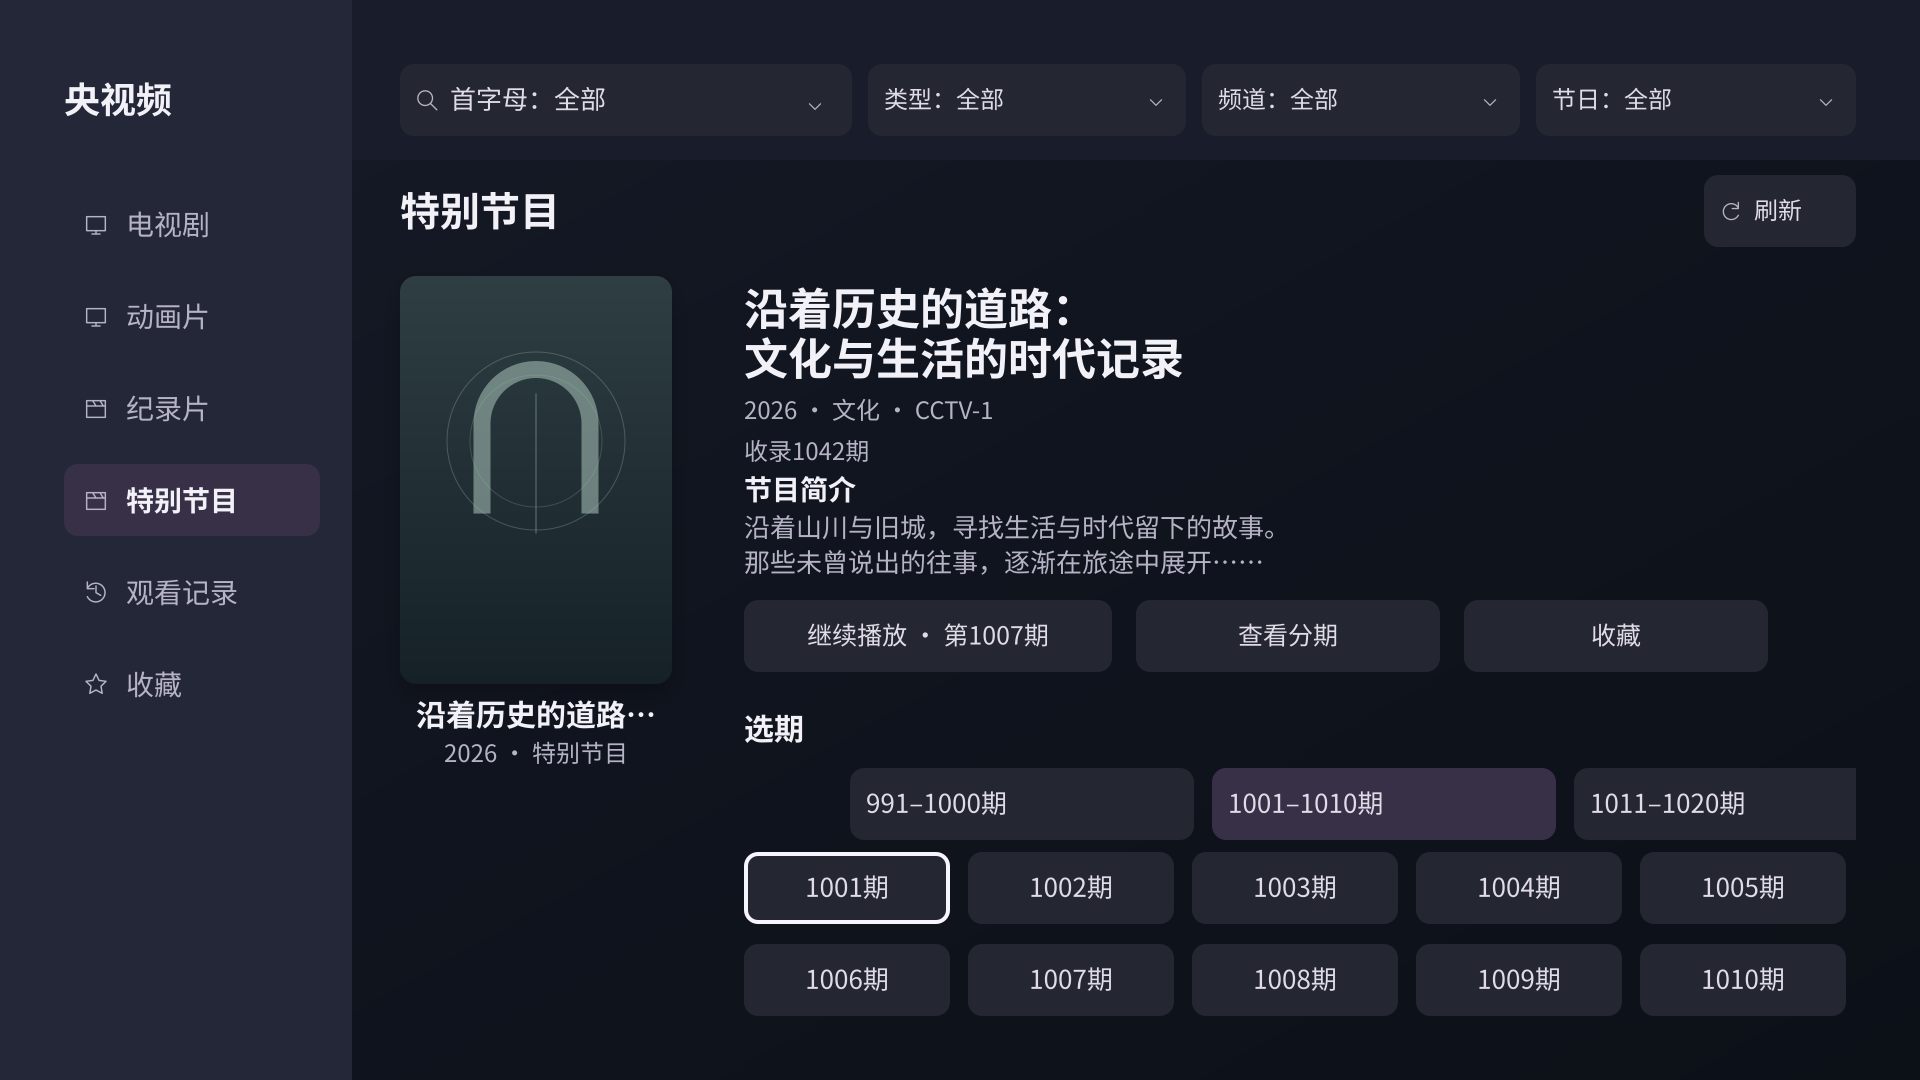 央视频
电视剧
动画片
纪录片
特别节目
观看记录
收藏
首字母：全部
类型：全部
频道：全部
节日：全部
特别节目
刷新
沿着历史的道路…
2026 · 特别节目
沿着历史的道路：
文化与生活的时代记录
2026 · 文化 · CCTV-1
收录1042期
节目简介
沿着山川与旧城，寻找生活与时代留下的故事。
那些未曾说出的往事，逐渐在旅途中展开……
继续播放 · 第1007期
查看分期
收藏
选期
991–1000期
1001–1010期
1011–1020期
1001期
1002期
1003期
1004期
1005期
1006期
1007期
1008期
1009期
1010期